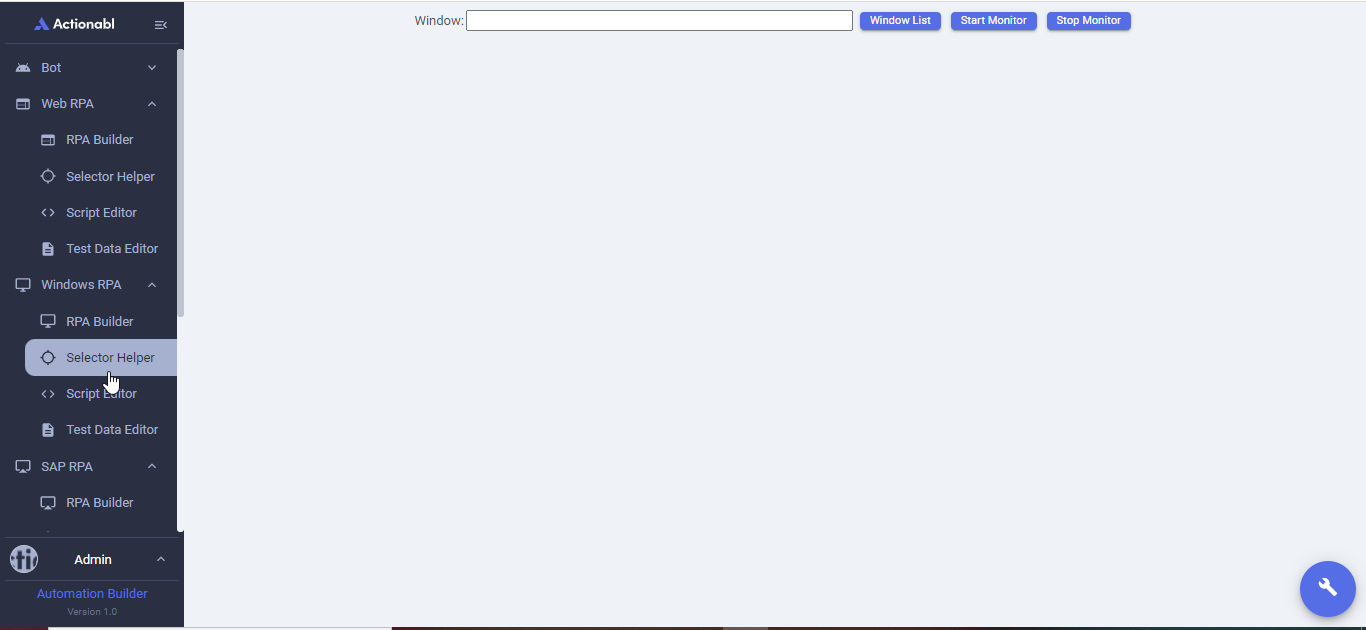 Actionabl
Window: Window List Start Monitor Stop Monitor
Bot
Web RPA
RPA Builder
Selector Helper
Script Editor
Test Data Editor
Windows RPA
RPA Builder
Selector Helper
Script Editor
Test Data Editor
SAP RPA
RPA Builder
Admin
Automation Builder
Version 1.0